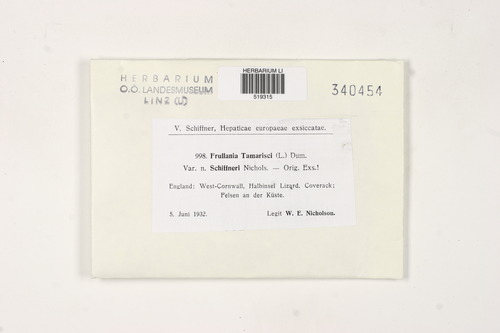 HERBARIUM
O.Ö. LANDESMUSEUM
LINZ (LI)
HERBARIUM LI
519315
340454
V. Schiffner, Hepaticae europaeae exsiccatae.
998. Frullania Tamarisci (L.) Dum.
Var. n. Schiffneri Nichols. — Orig. Exs.!
England: West-Cornwall, Halbinsel Lizard, Coverack;
Felsen an der Küste.
5. Juni 1932. Legit W. E. Nicholson.